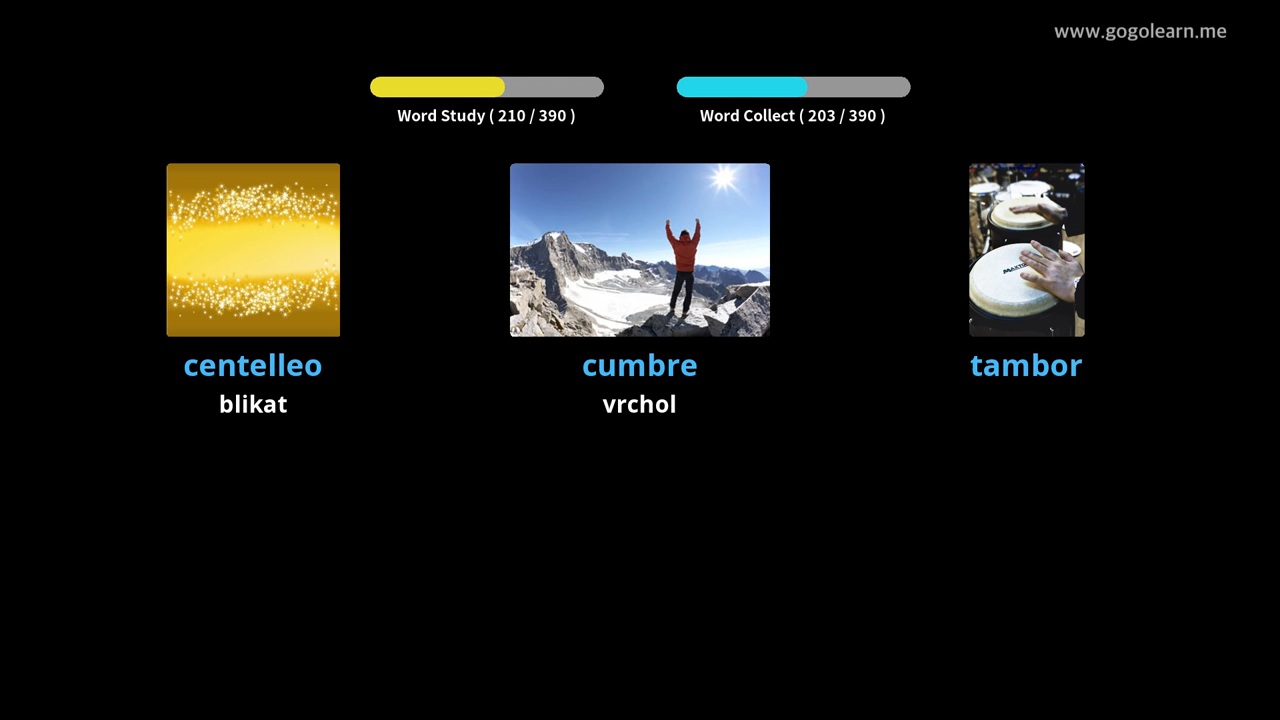 www.gogolearn.me
Word Study ( 210 / 390 )
Word Collect ( 203 / 390 )
centelleo
cumbre
tambor
blikat
vrchol